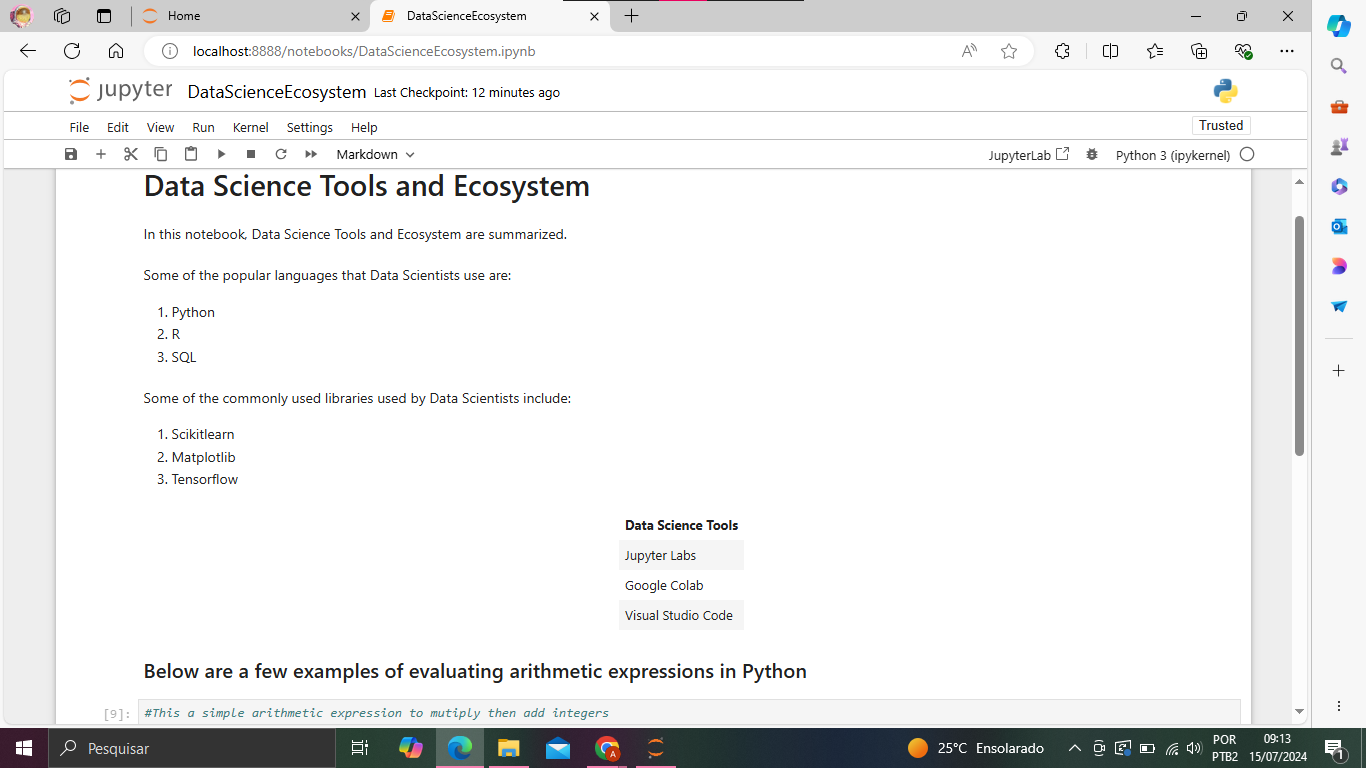 Home
DataScienceEcosystem
localhost:8888/notebooks/DataScienceEcosystem.ipynb
jupyter DataScienceEcosystem Last Checkpoint: 12 minutes ago
File Edit View Run Kernel Settings Help
Trusted
Markdown
JupyterLab
Python 3 (ipykernel)
Data Science Tools and Ecosystem
In this notebook, Data Science Tools and Ecosystem are summarized.
Some of the popular languages that Data Scientists use are:
1. Python
2. R
3. SQL
Some of the commonly used libraries used by Data Scientists include:
1. Scikitlearn
2. Matplotlib
3. Tensorflow
Data Science Tools
Jupyter Labs
Google Colab
Visual Studio Code
Below are a few examples of evaluating arithmetic expressions in Python
[9]: #This a simple arithmetic expression to mutiply then add integers
Pesquisar
25°C Ensolarado
POR
PTB2
09:13
15/07/2024
1